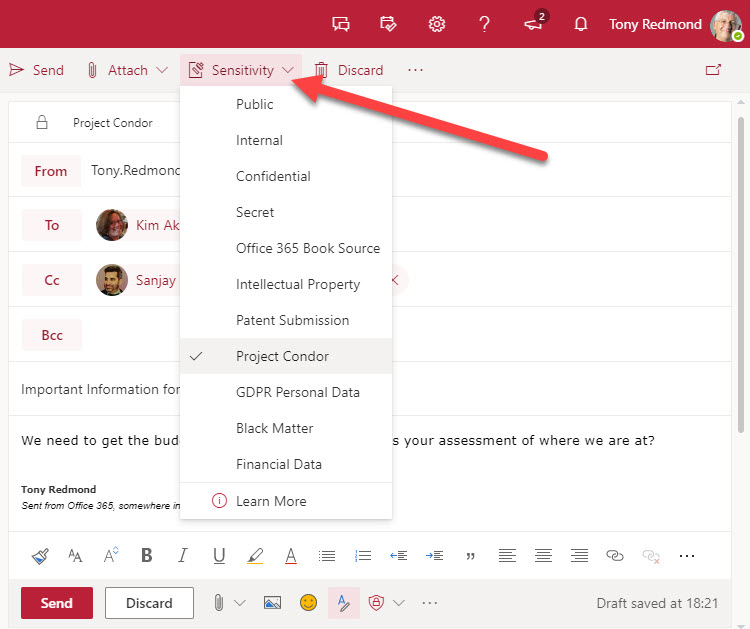 2
Tony Redmond
Send Attach Sensitivity Discard ...
Public
Project Condor
Internal
From Tony.Redmond
Confidential
Secret
To Kim Ak
Office 365 Book Source
Cc Sanjay
Intellectual Property
Patent Submission
Bcc
Project Condor
Important Information for
GDPR Personal Data
Black Matter
We need to get the bud s your assessment of where we are at?
Financial Data
Tony Redmond
Sent from Office 365, somewhere in
Learn More
Send Discard Draft saved at 18:21